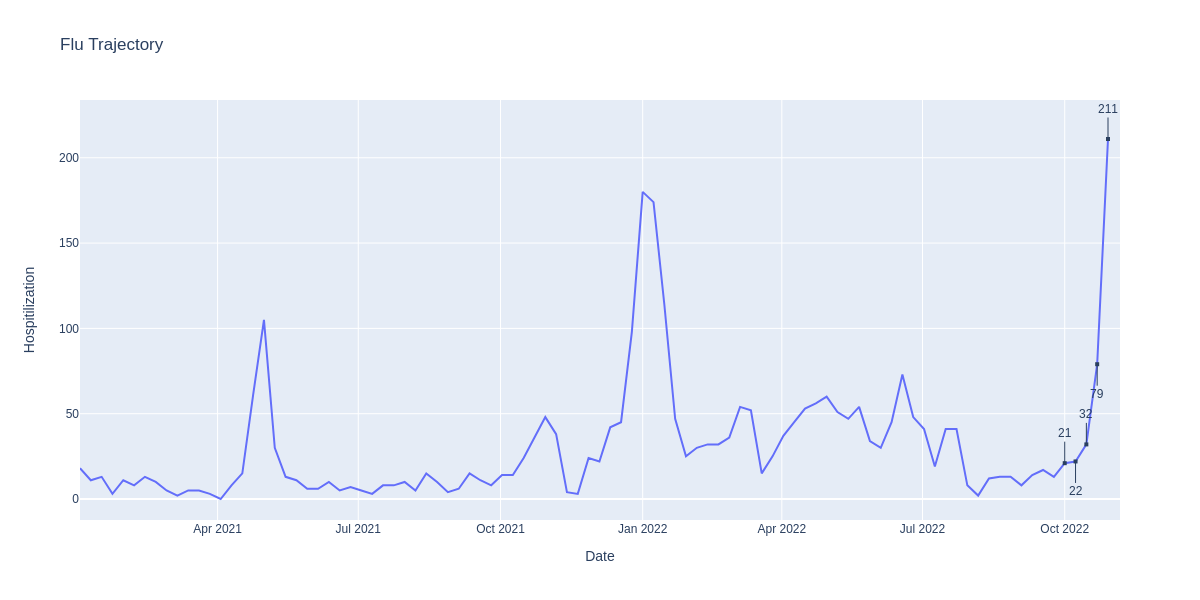 Flu Trajectory
211
200
150
Hospitilization
100
79
50
32
21
22
0
Apr 2021
Jul 2021
Oct 2021
Jan 2022
Apr 2022
Jul 2022
Oct 2022
Date